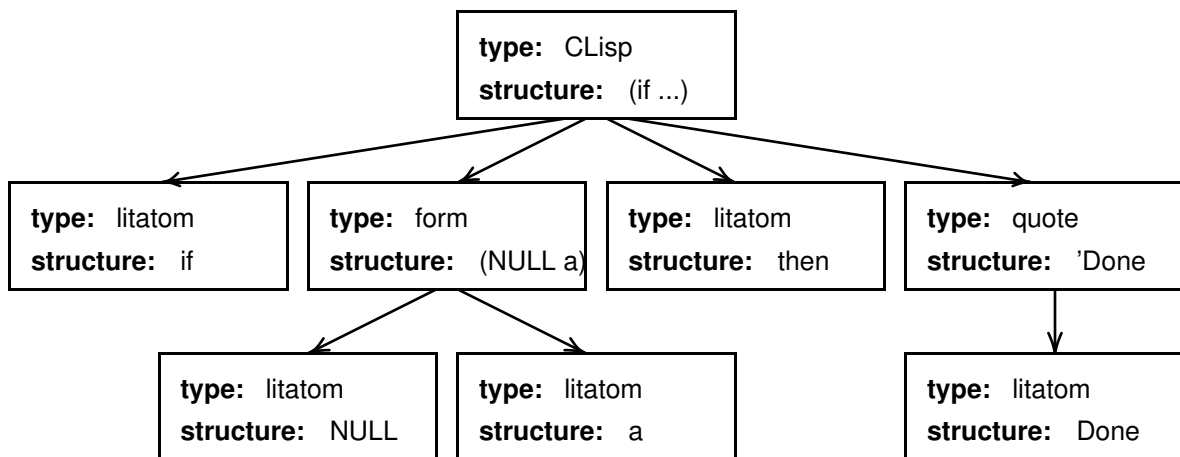 type: CLisp
structure: (if ...)
type: litatom
structure: if
type: form
structure: (NULL a)
type: litatom
structure: then
type: quote
structure: ’Done
type: litatom
structure: NULL
type: litatom
structure: a
type: litatom
structure: Done